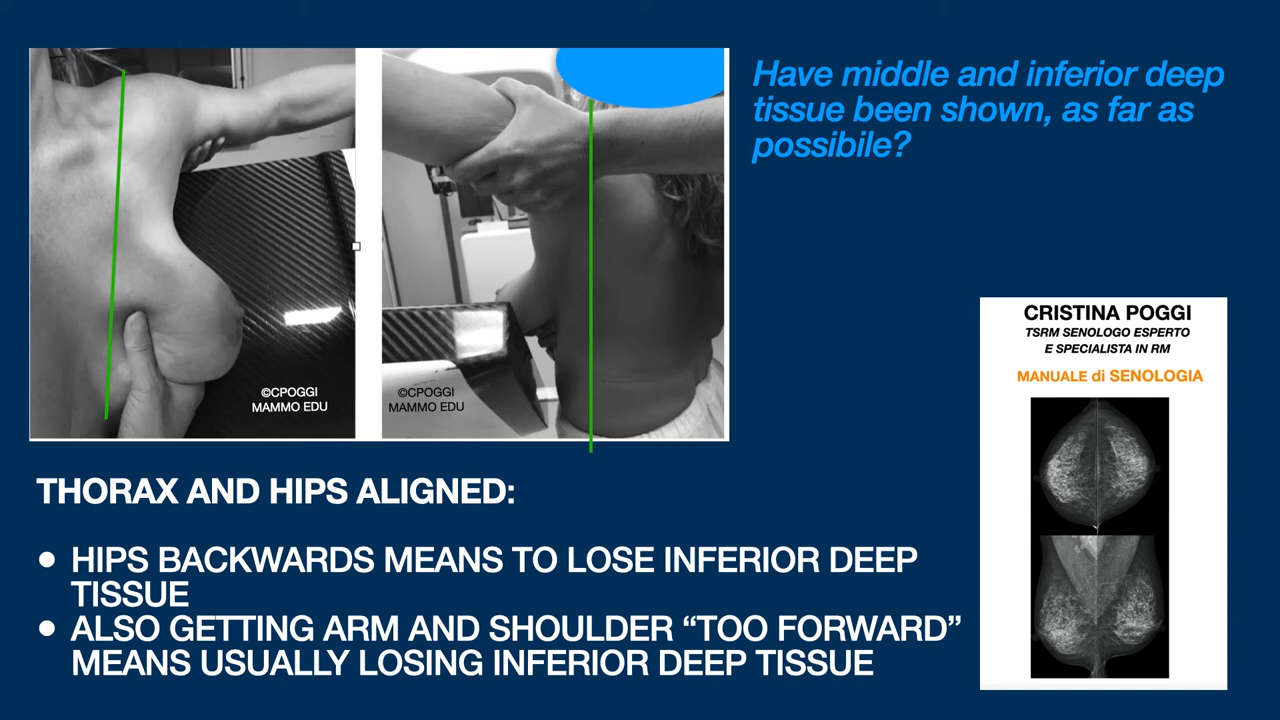 Have middle and inferior deep
tissue been shown, as far as
possibile?
©CPOGGI
MAMMO EDU
©CPOGGI
MAMMO EDU
CRISTINA POGGI
TSRM SENOLOGO ESPERTO
E SPECIALISTA IN RM
MANUALE di SENOLOGIA
THORAX AND HIPS ALIGNED:
• HIPS BACKWARDS MEANS TO LOSE INFERIOR DEEP
TISSUE
• ALSO GETTING ARM AND SHOULDER “TOO FORWARD”
MEANS USUALLY LOSING INFERIOR DEEP TISSUE